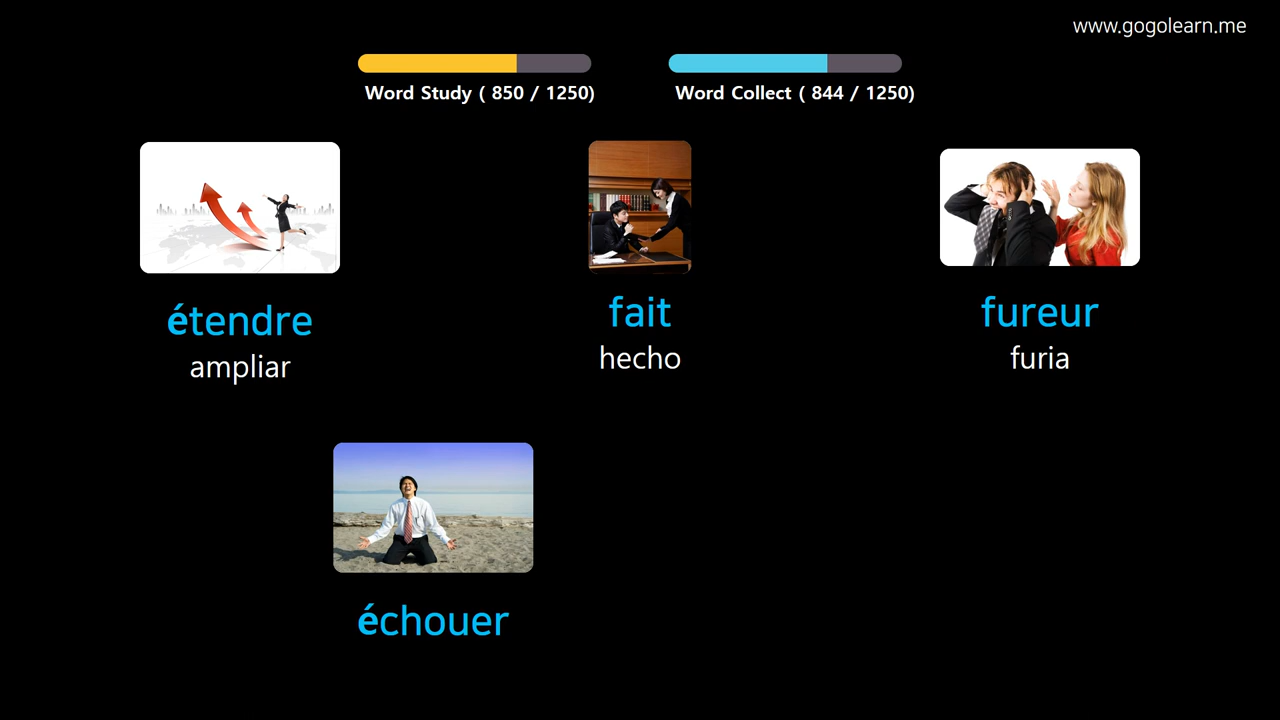 www.gogolearn.me
Word Study ( 850 / 1250)
Word Collect ( 844 / 1250)
étendre
ampliar
fait
hecho
fureur
furia
échouer